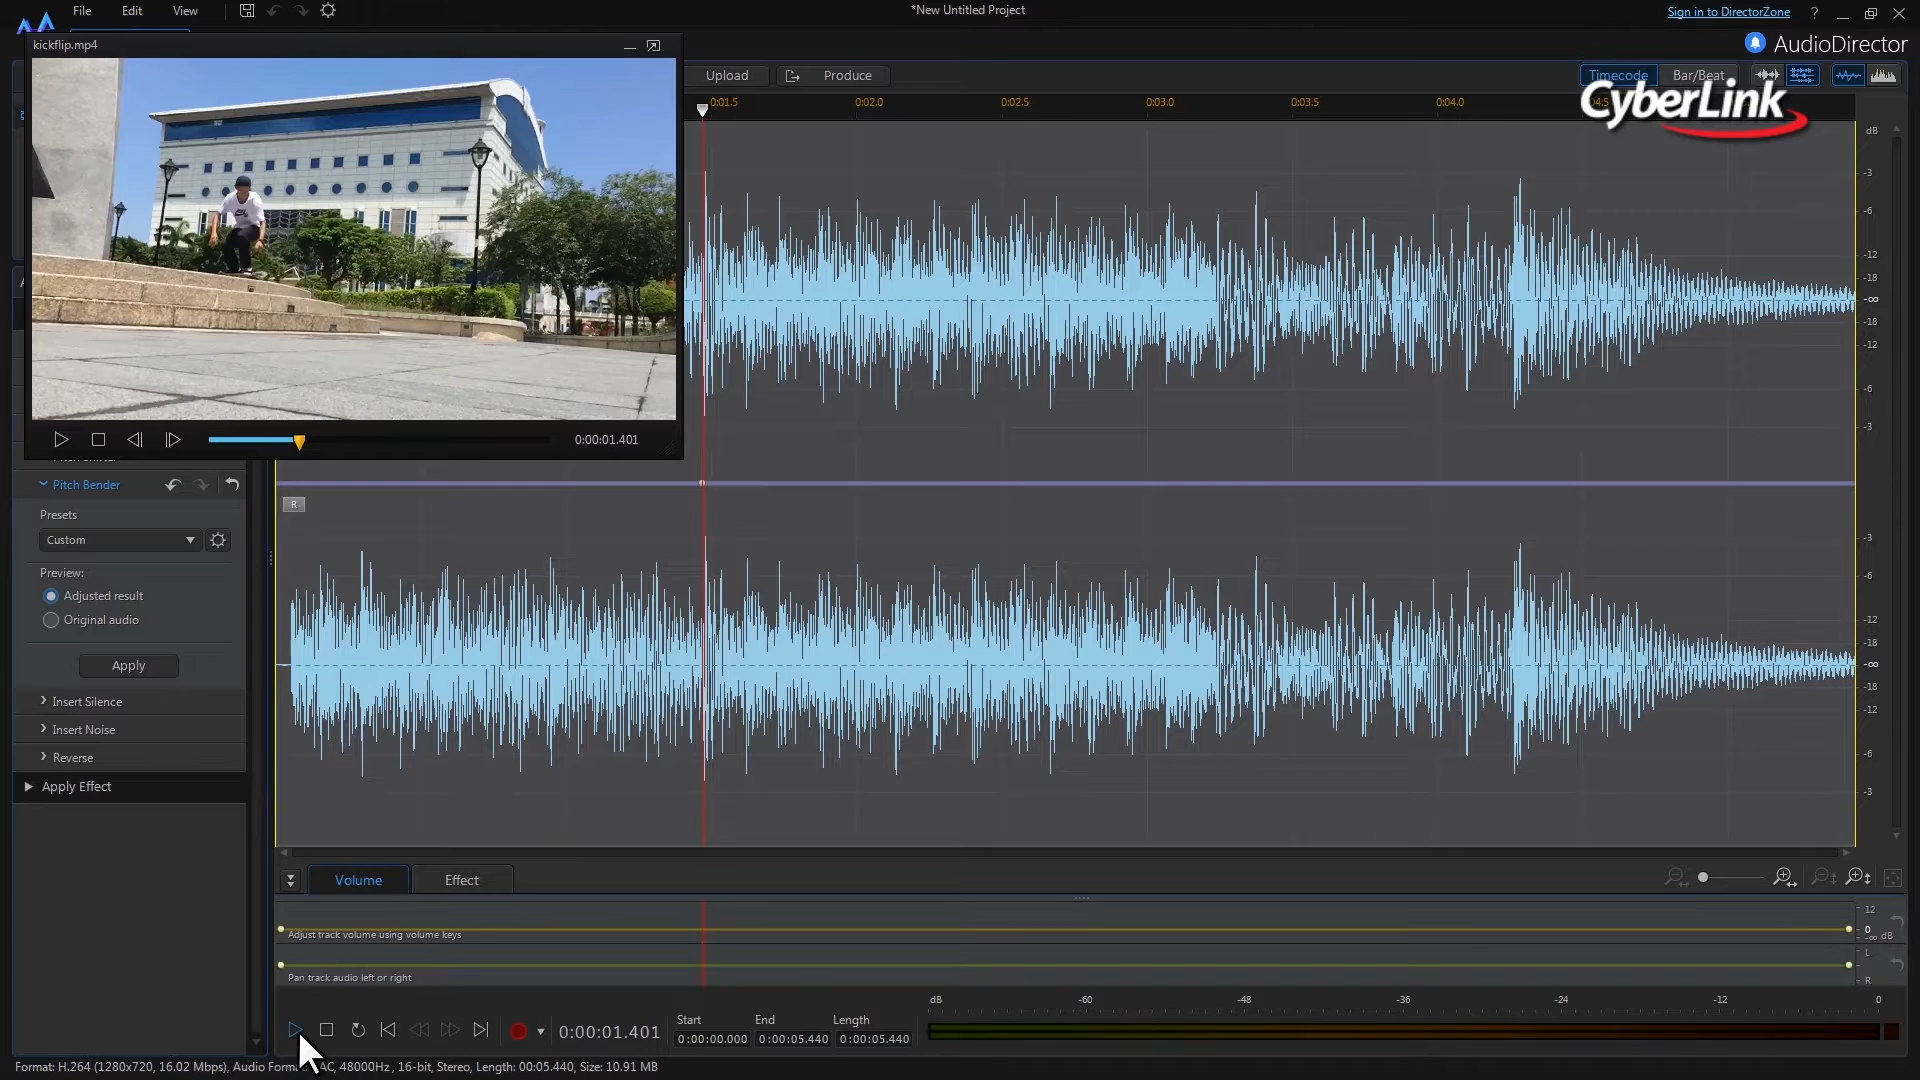 File Edit View
*New Untitled Project
Sign in to DirectorZone ?
kickflip.mp4
AudioDirector
Upload Produce
Timecode Bar/Beat
CyberLink
0:01.5 0:02.0 0:02.5 0:03.0 0:03.5 0:04.0
dB
-3
-6
-12
-18
-∞
-18
-12
-6
-3
0:00:01.401
Pitch Bender
R
Presets
Custom
Preview:
Adjusted result
Original audio
Apply
Insert Silence
Insert Noise
Reverse
Apply Effect
-3
-6
-12
-18
-∞
-18
-12
-6
-3
Volume Effect
Adjust track volume using volume keys
12
0
-∞ dB
Pan track audio left or right
L
R
dB -60 -48 -36 -24 -12 0
0:00:01.401
Start End Length
0:00:00.000 0:00:05.440 0:00:05.440
Format: H.264 (1280x720, 16.02 Mbps), Audio Form AC, 48000Hz , 16-bit, Stereo, Length: 00:05.440, Size: 10.91 MB